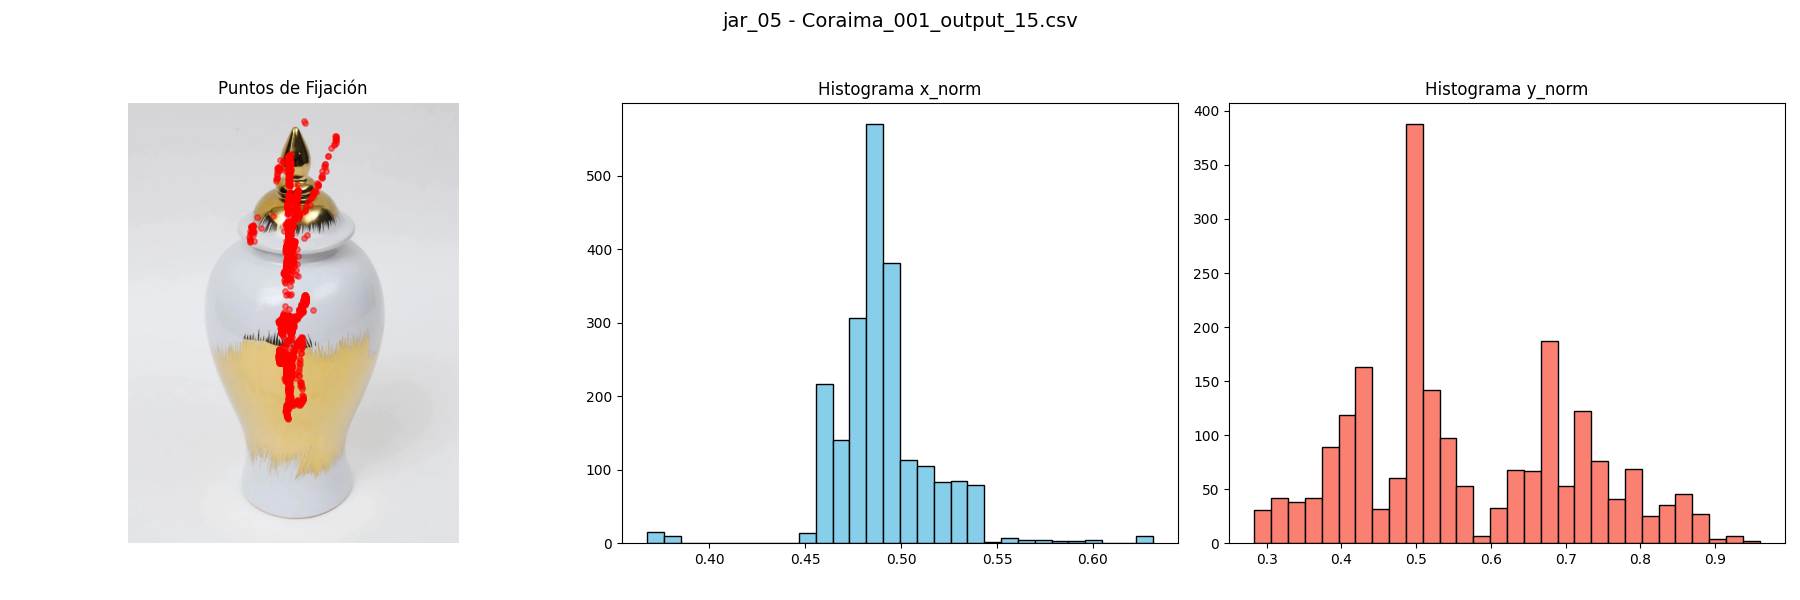 jar_05 - Coraima_001_output_15.csv
Puntos de Fijación
Histograma x_norm
500
400
300
200
100
0
0.40 0.45 0.50 0.55 0.60
Histograma y_norm
400
350
300
250
200
150
100
50
0
0.3 0.4 0.5 0.6 0.7 0.8 0.9